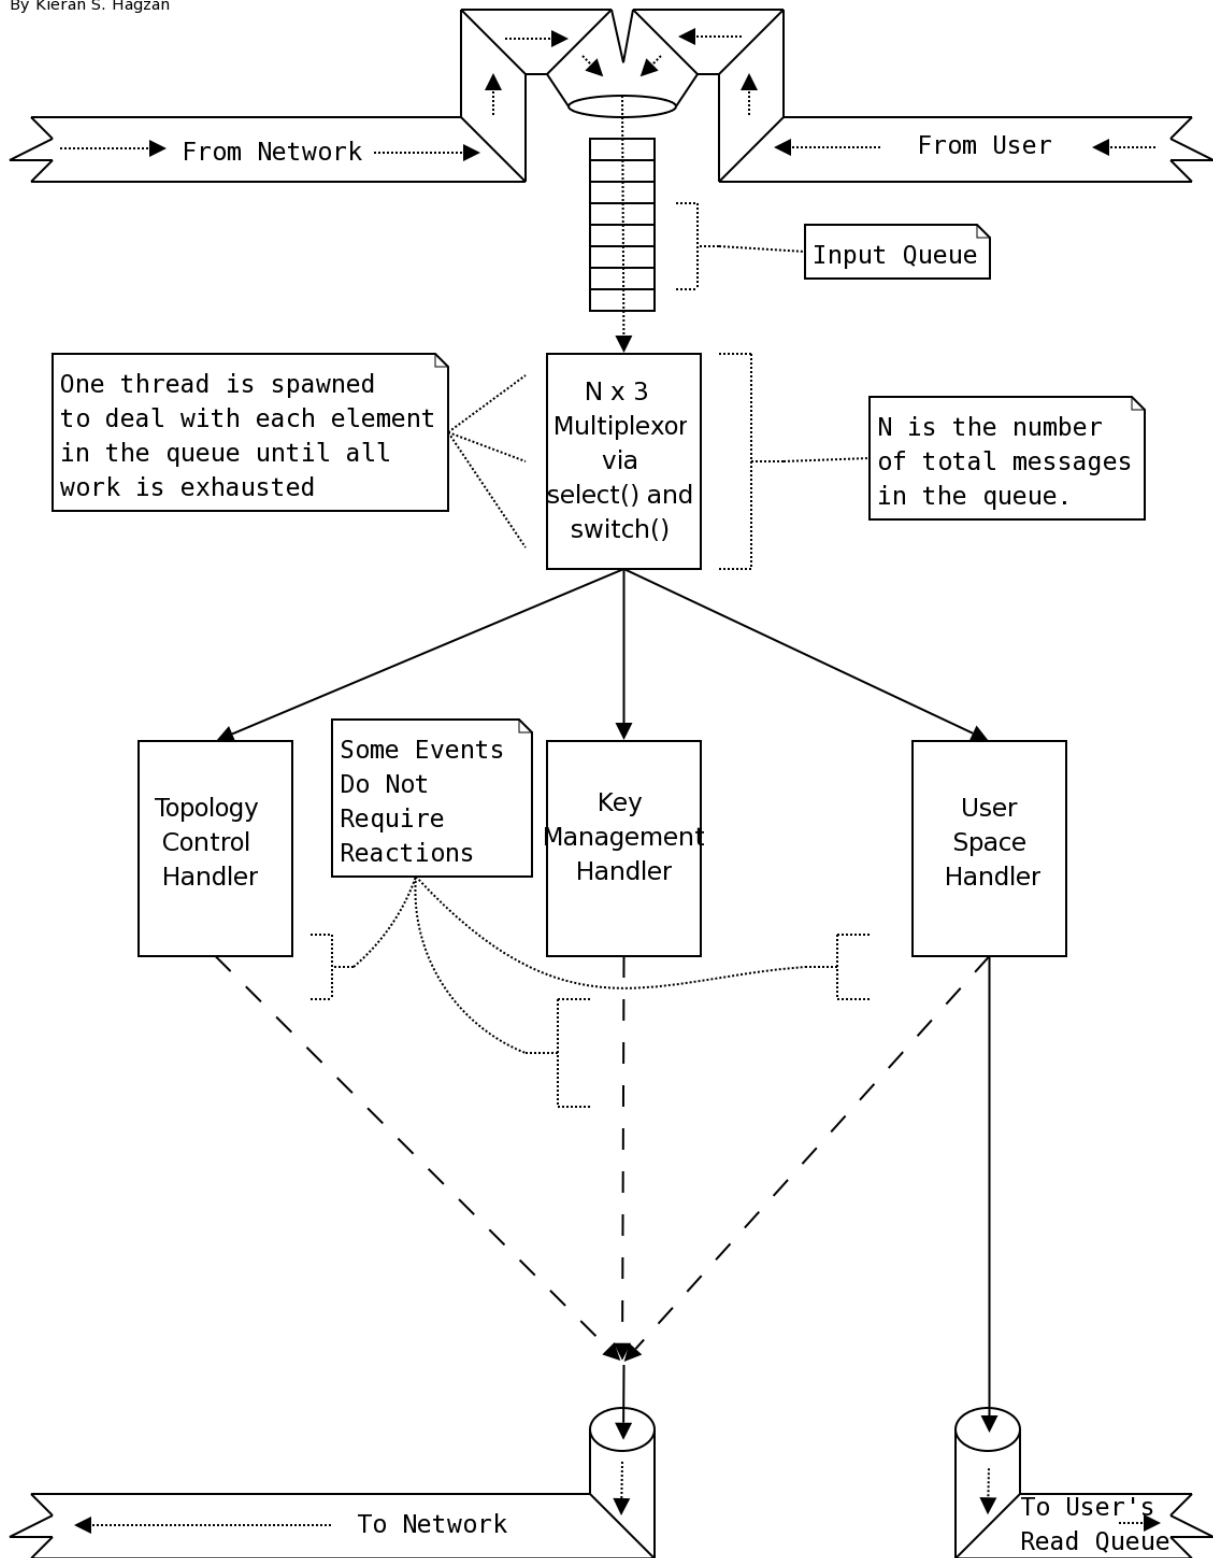 By Kieran S. Hagzan
From Network
From User
Input Queue
One thread is spawned
to deal with each element
in the queue until all
work is exhausted
N x 3
Multiplexor
via
select() and
switch()
N is the number
of total messages
in the queue.
Topology
Control
Handler
Some Events
Do Not
Require
Reactions
Key
Management
Handler
User
Space
Handler
To Network
To User's
Read Queue